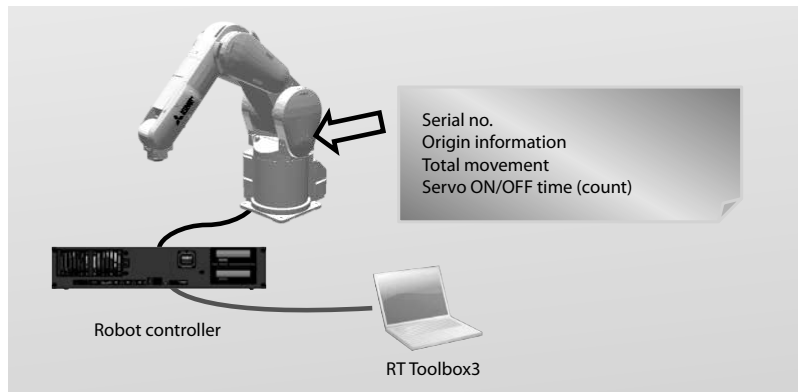 Serial no.
Origin information
Total movement
Servo ON/OFF time (count)
Robot controller
RT Toolbox3